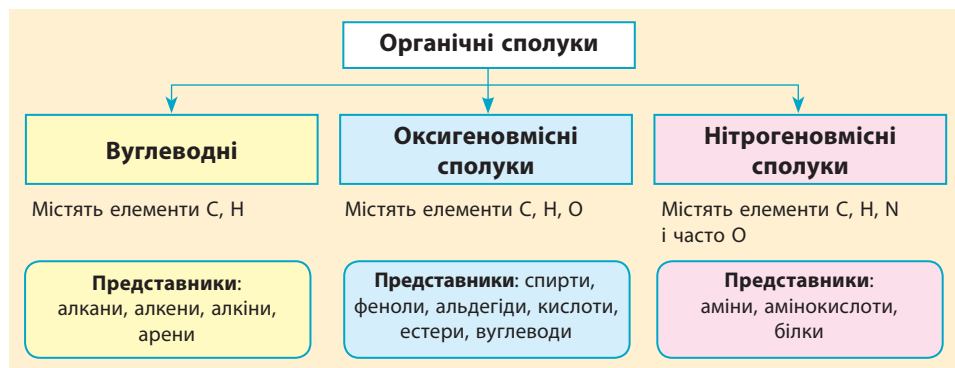 Органічні сполуки
Вуглеводні
Оксигеновмісні
сполуки
Нітрогеновмісні
сполуки
Містять елементи С, Н
Містять елементи С, Н, О
Містять елементи С, Н, N
і часто О
Представники:
алкани, алкени, алкіни,
арени
Представники: спирти,
феноли, альдегіди, кислоти,
естери, вуглеводи
Представники:
аміни, амінокислоти,
білки